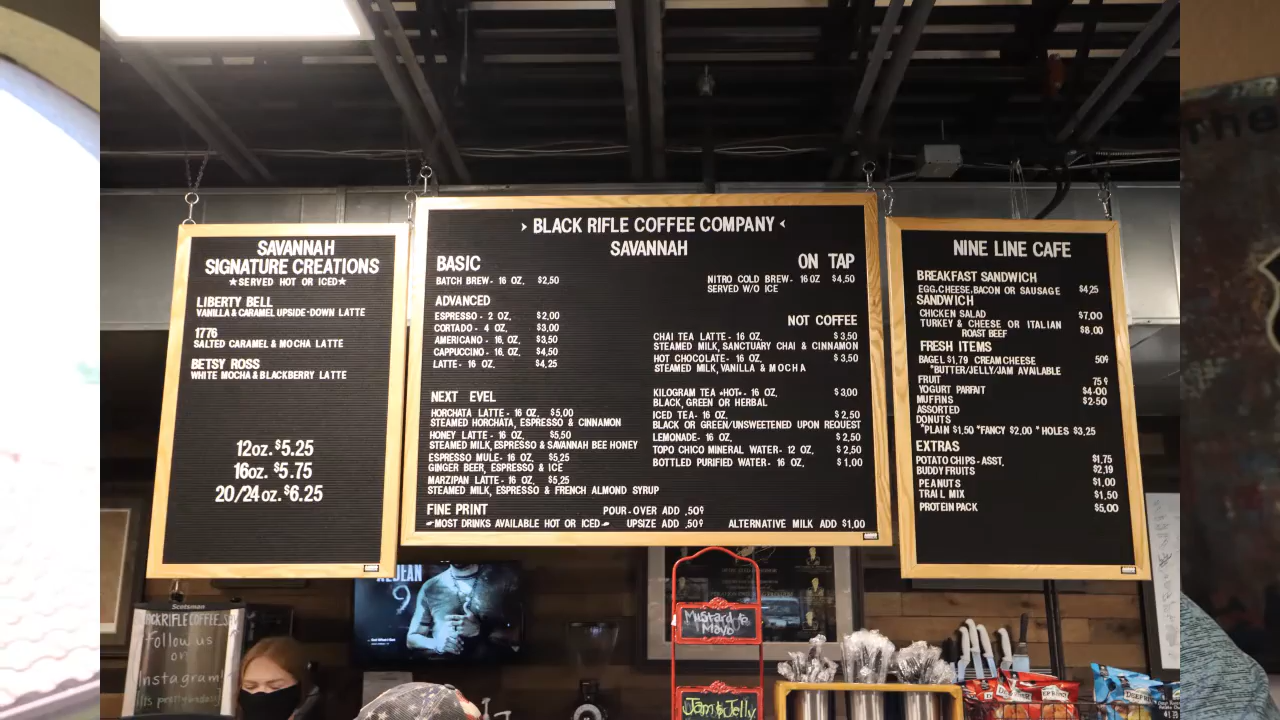 The
SAVANNAH
SIGNATURE CREATIONS
★SERVED HOT OR ICED★
LIBERTY BELL
VANILLA & CARAMEL UPSIDE-DOWN LATTE
1776
SALTED CARAMEL & MOCHA LATTE
BETSY ROSS
WHITE MOCHA & BLACKBERRY LATTE
12oz. $5.25
16oz. $5.75
20/24oz. $6.25
BLACK RIFLE COFFEE COMPANY
SAVANNAH
BASIC
BATCH BREW- 16 OZ. $2,50
ADVANCED
ESPRESSO - 2 OZ. $2,00
CORTADO - 4 OZ. $3,00
AMERICANO - 16 OZ. $3,50
CAPPUCCINO - 16 OZ. $4,50
LATTE- 16 OZ. $4,25
NEXT EVEL
HORCHATA LATTE- 16 OZ. $5,00
STEAMED HORCHATA, ESPRESSO & CINNAMON
HONEY LATTE- 16 OZ. $5,50
STEAMED MILK, ESPRESSO & SAVANNAH BEE HONEY
ESPRESSO MULE- 16 OZ. $5,25
GINGER BEER, ESPRESSO & ICE
MARZIPAN LATTE- 16 OZ. $5,25
STEAMED MILK, ESPRESSO & FRENCH ALMOND SYRUP
ON TAP
NITRO COLD BREW- 16 OZ $4,50
SERVED W/O ICE
NOT COFFEE
CHAI TEA LATTE- 16 OZ. $3,50
STEAMED MILK, SANCTUARY CHAI & CINNAMON
HOT CHOCOLATE- 16 OZ. $3,50
STEAMED MILK, VANILLA & MOCHA
KILOGRAM TEA *HOT*- 16 OZ. $3,00
BLACK, GREEN OR HERBAL
ICED TEA- 16 OZ. $2,50
BLACK OR GREEN/UNSWEETENED UPON REQUEST
LEMONADE- 16 OZ. $2,50
TOPO CHICO MINERAL WATER- 12 OZ. $2,50
BOTTLED PURIFIED WATER- 16 OZ. $1,00
FINE PRINT POUR-OVER ADD ,50¢
MOST DRINKS AVAILABLE HOT OR ICED UPSIZE ADD ,50¢ ALTERNATIVE MILK ADD $1,00
NINE LINE CAFE
BREAKFAST SANDWICH
EGG,CHEESE,BACON OR SAUSAGE $4,25
SANDWICH
CHICKEN SALAD $7,00
TURKEY & CHEESE OR ITALIAN $8,00
ROAST BEEF
FRESH ITEMS
BAGEL $1,79 CREAM CHEESE 50¢
*BUTTER/JELLY/JAM AVAILABLE
FRUIT 75¢
YOGURT PARFAIT $4-00
MUFFINS $2-50
ASSORTED
DONUTS
*PLAIN $1,50 *FANCY $2,00 *HOLES $3,25
EXTRAS
POTATO CHIPS-ASST, $1,75
BUDDY FRUITS $2,19
PEANUTS $1,00
TRAIL MIX $1,50
PROTEIN PACK $5,00
ALDEAN
9
Scotsman
follow us
on
Instagram!
Mustard &
Mayo
Jam & Jelly